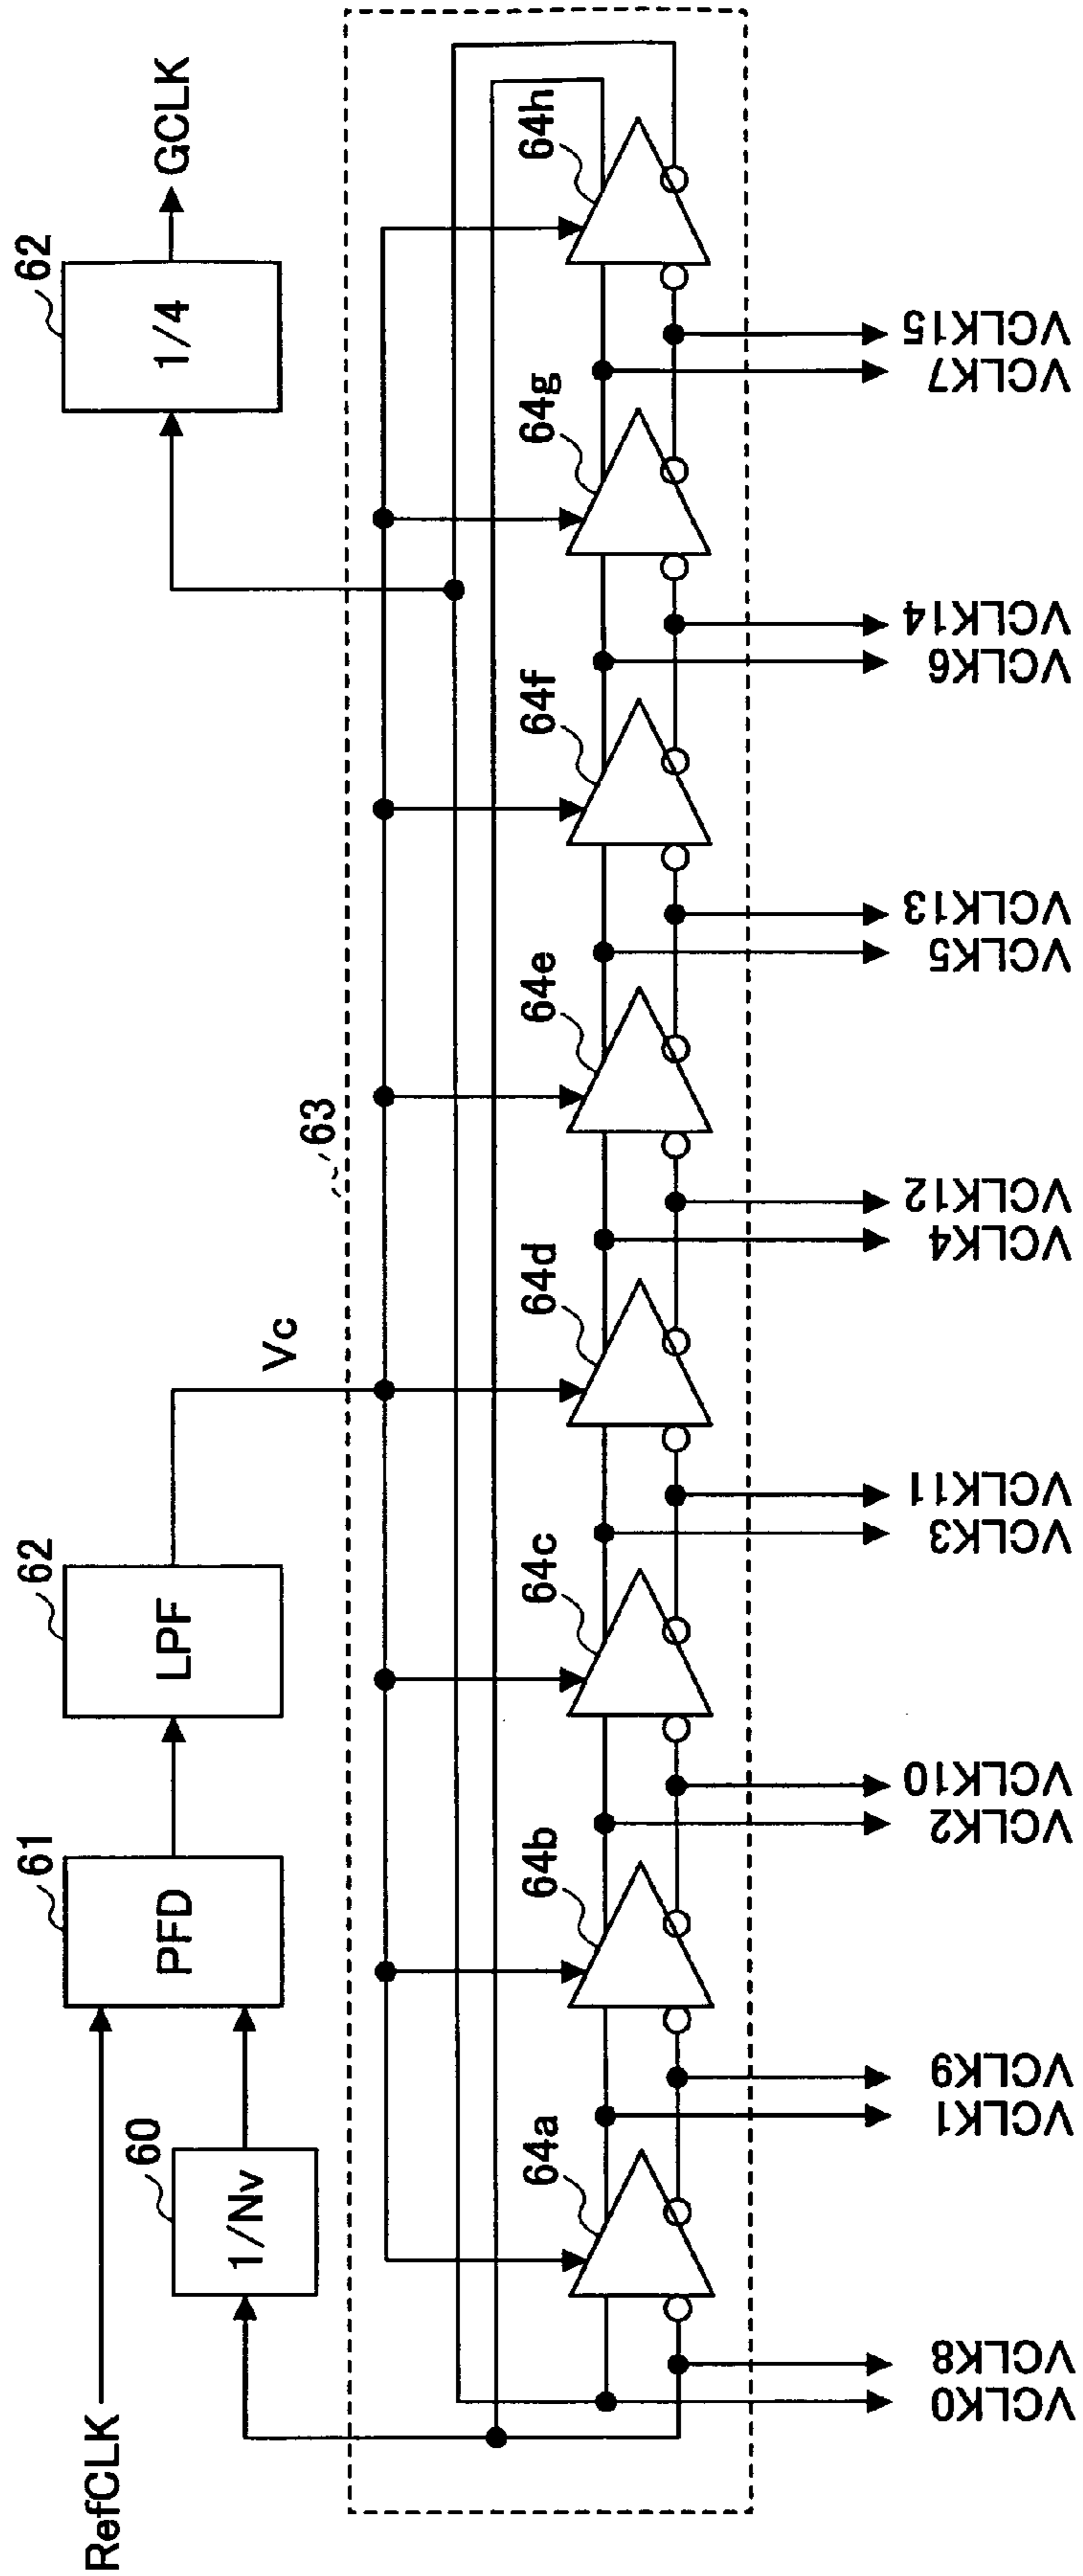 RefCLK
60
1/Nv
61
PFD
62
LPF
Vc
62
1/4
GCLK
63
64a
64b
64c
64d
64e
64f
64g
64h
VCLK0
VCLK8
VCLK1
VCLK9
VCLK2
VCLK10
VCLK3
VCLK11
VCLK4
VCLK12
VCLK5
VCLK13
VCLK6
VCLK14
VCLK7
VCLK15